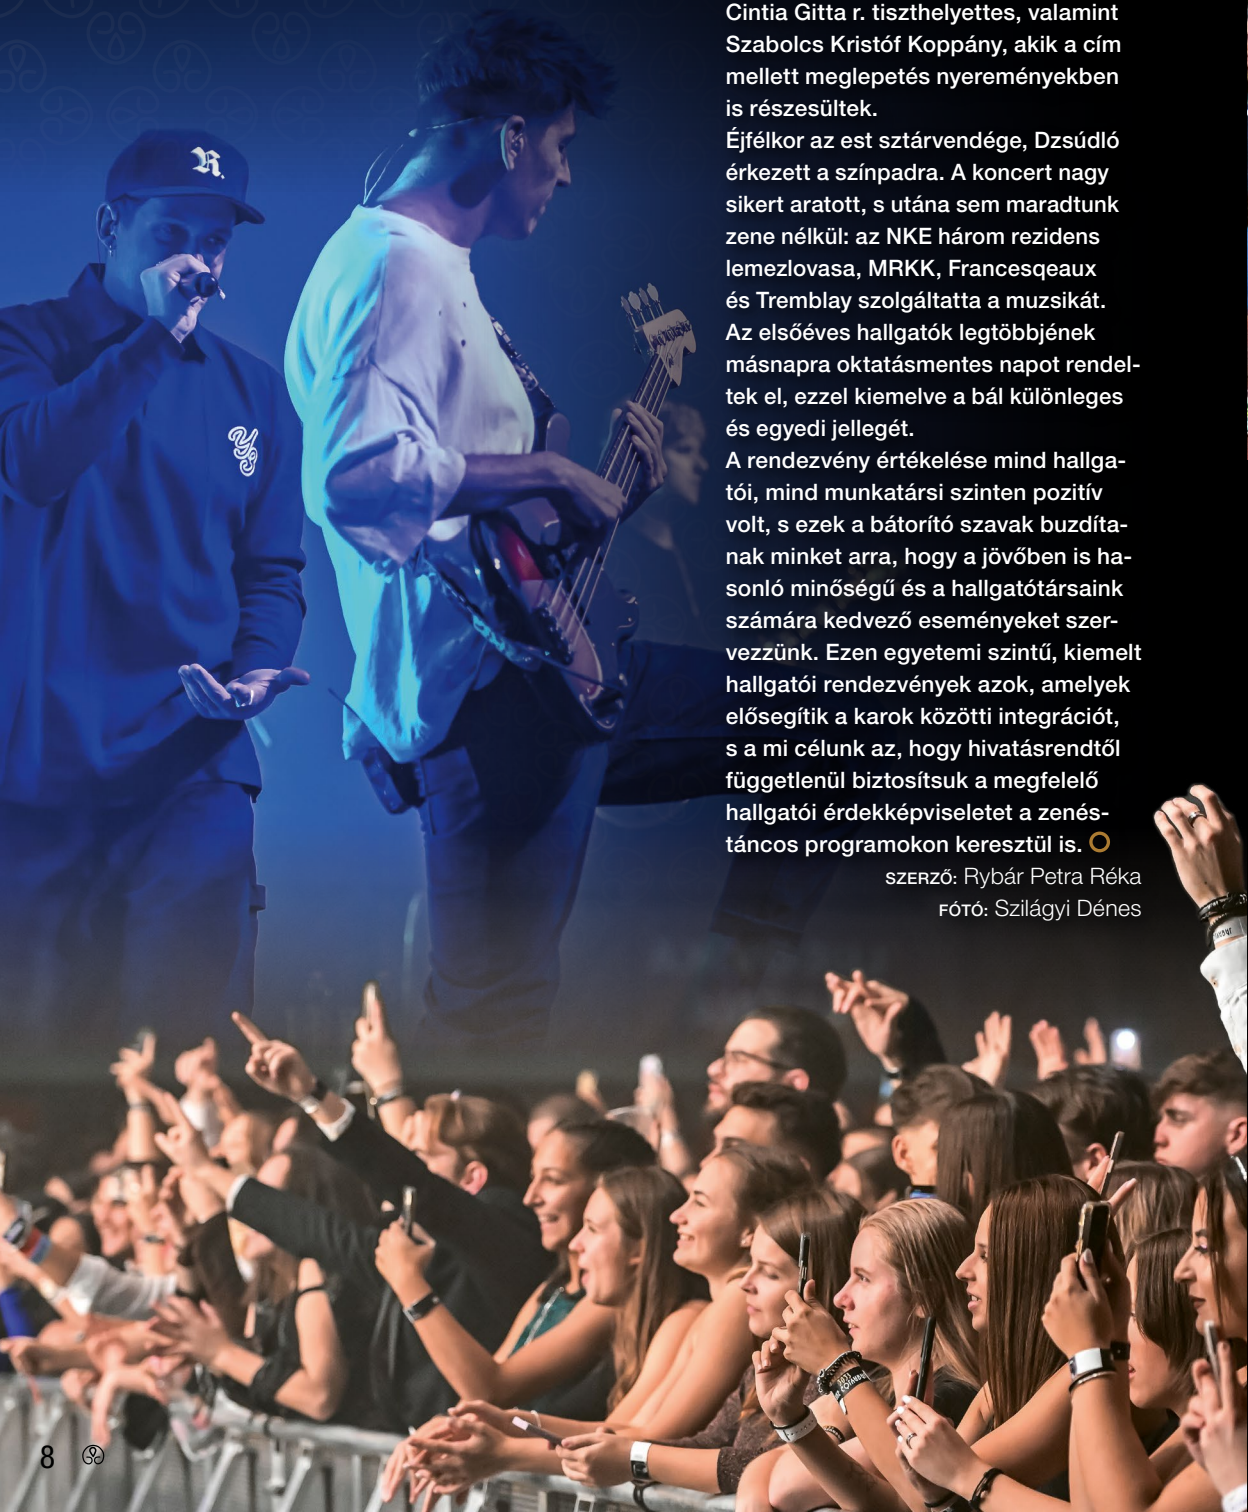 Cintia Gitta r. tiszthelyettes, valamint
Szabolcs Kristóf Koppány, akik a cím
mellett meglepetés nyereményekben
is részesültek.
Éjfélkor az est sztárvendége, Dzsúdló
érkezett a színpadra. A koncert nagy
sikert aratott, s utána sem maradtunk
zene nélkül: az NKE három rezidens
lemezlovasa, MRKK, Francesqeaux
és Tremblay szolgáltatta a muzsikát.
Az elsőéves hallgatók legtöbbjének
másnapra oktatásmentes napot rendel-
tek el, ezzel kiemelve a bál különleges
és egyedi jellegét.
A rendezvény értékelése mind hallga-
tói, mind munkatársi szinten pozitív
volt, s ezek a bátorító szavak buzdíta-
nak minket arra, hogy a jövőben is ha-
sonló minőségű és a hallgatótársaink
számára kedvező eseményeket szer-
vezzünk. Ezen egyetemi szintű, kiemelt
hallgatói rendezvények azok, amelyek
elősegítik a karok közötti integrációt,
s a mi célunk az, hogy hivatásrendtől
függetlenül biztosítsuk a megfelelő
hallgatói érdekképviseletet a zenés-
táncos programokon keresztül is.
SZERZŐ: Rybár Petra Réka
FÓTÓ: Szilágyi Dénes
R.
8